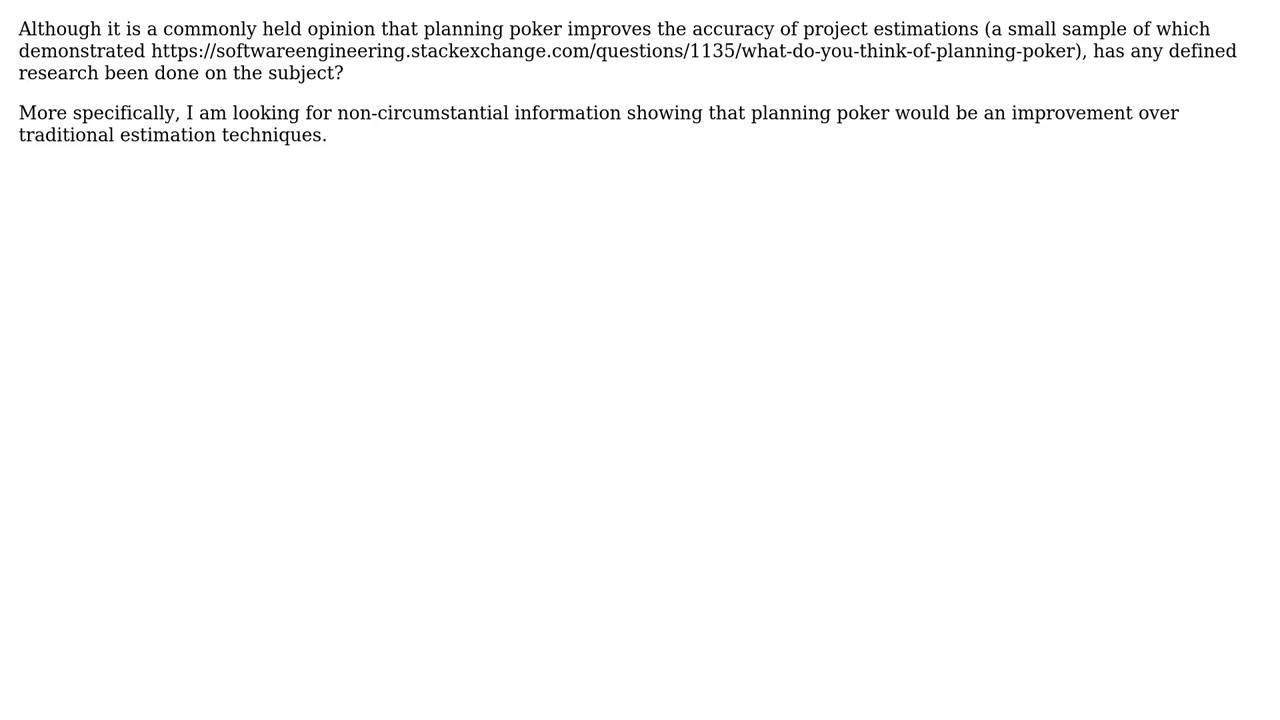 Although it is a commonly held opinion that planning poker improves the accuracy of project estimations (a small sample of which
demonstrated https://softwareengineering.stackexchange.com/questions/1135/what-do-you-think-of-planning-poker), has any defined
research been done on the subject?
More specifically, I am looking for non-circumstantial information showing that planning poker would be an improvement over
traditional estimation techniques.